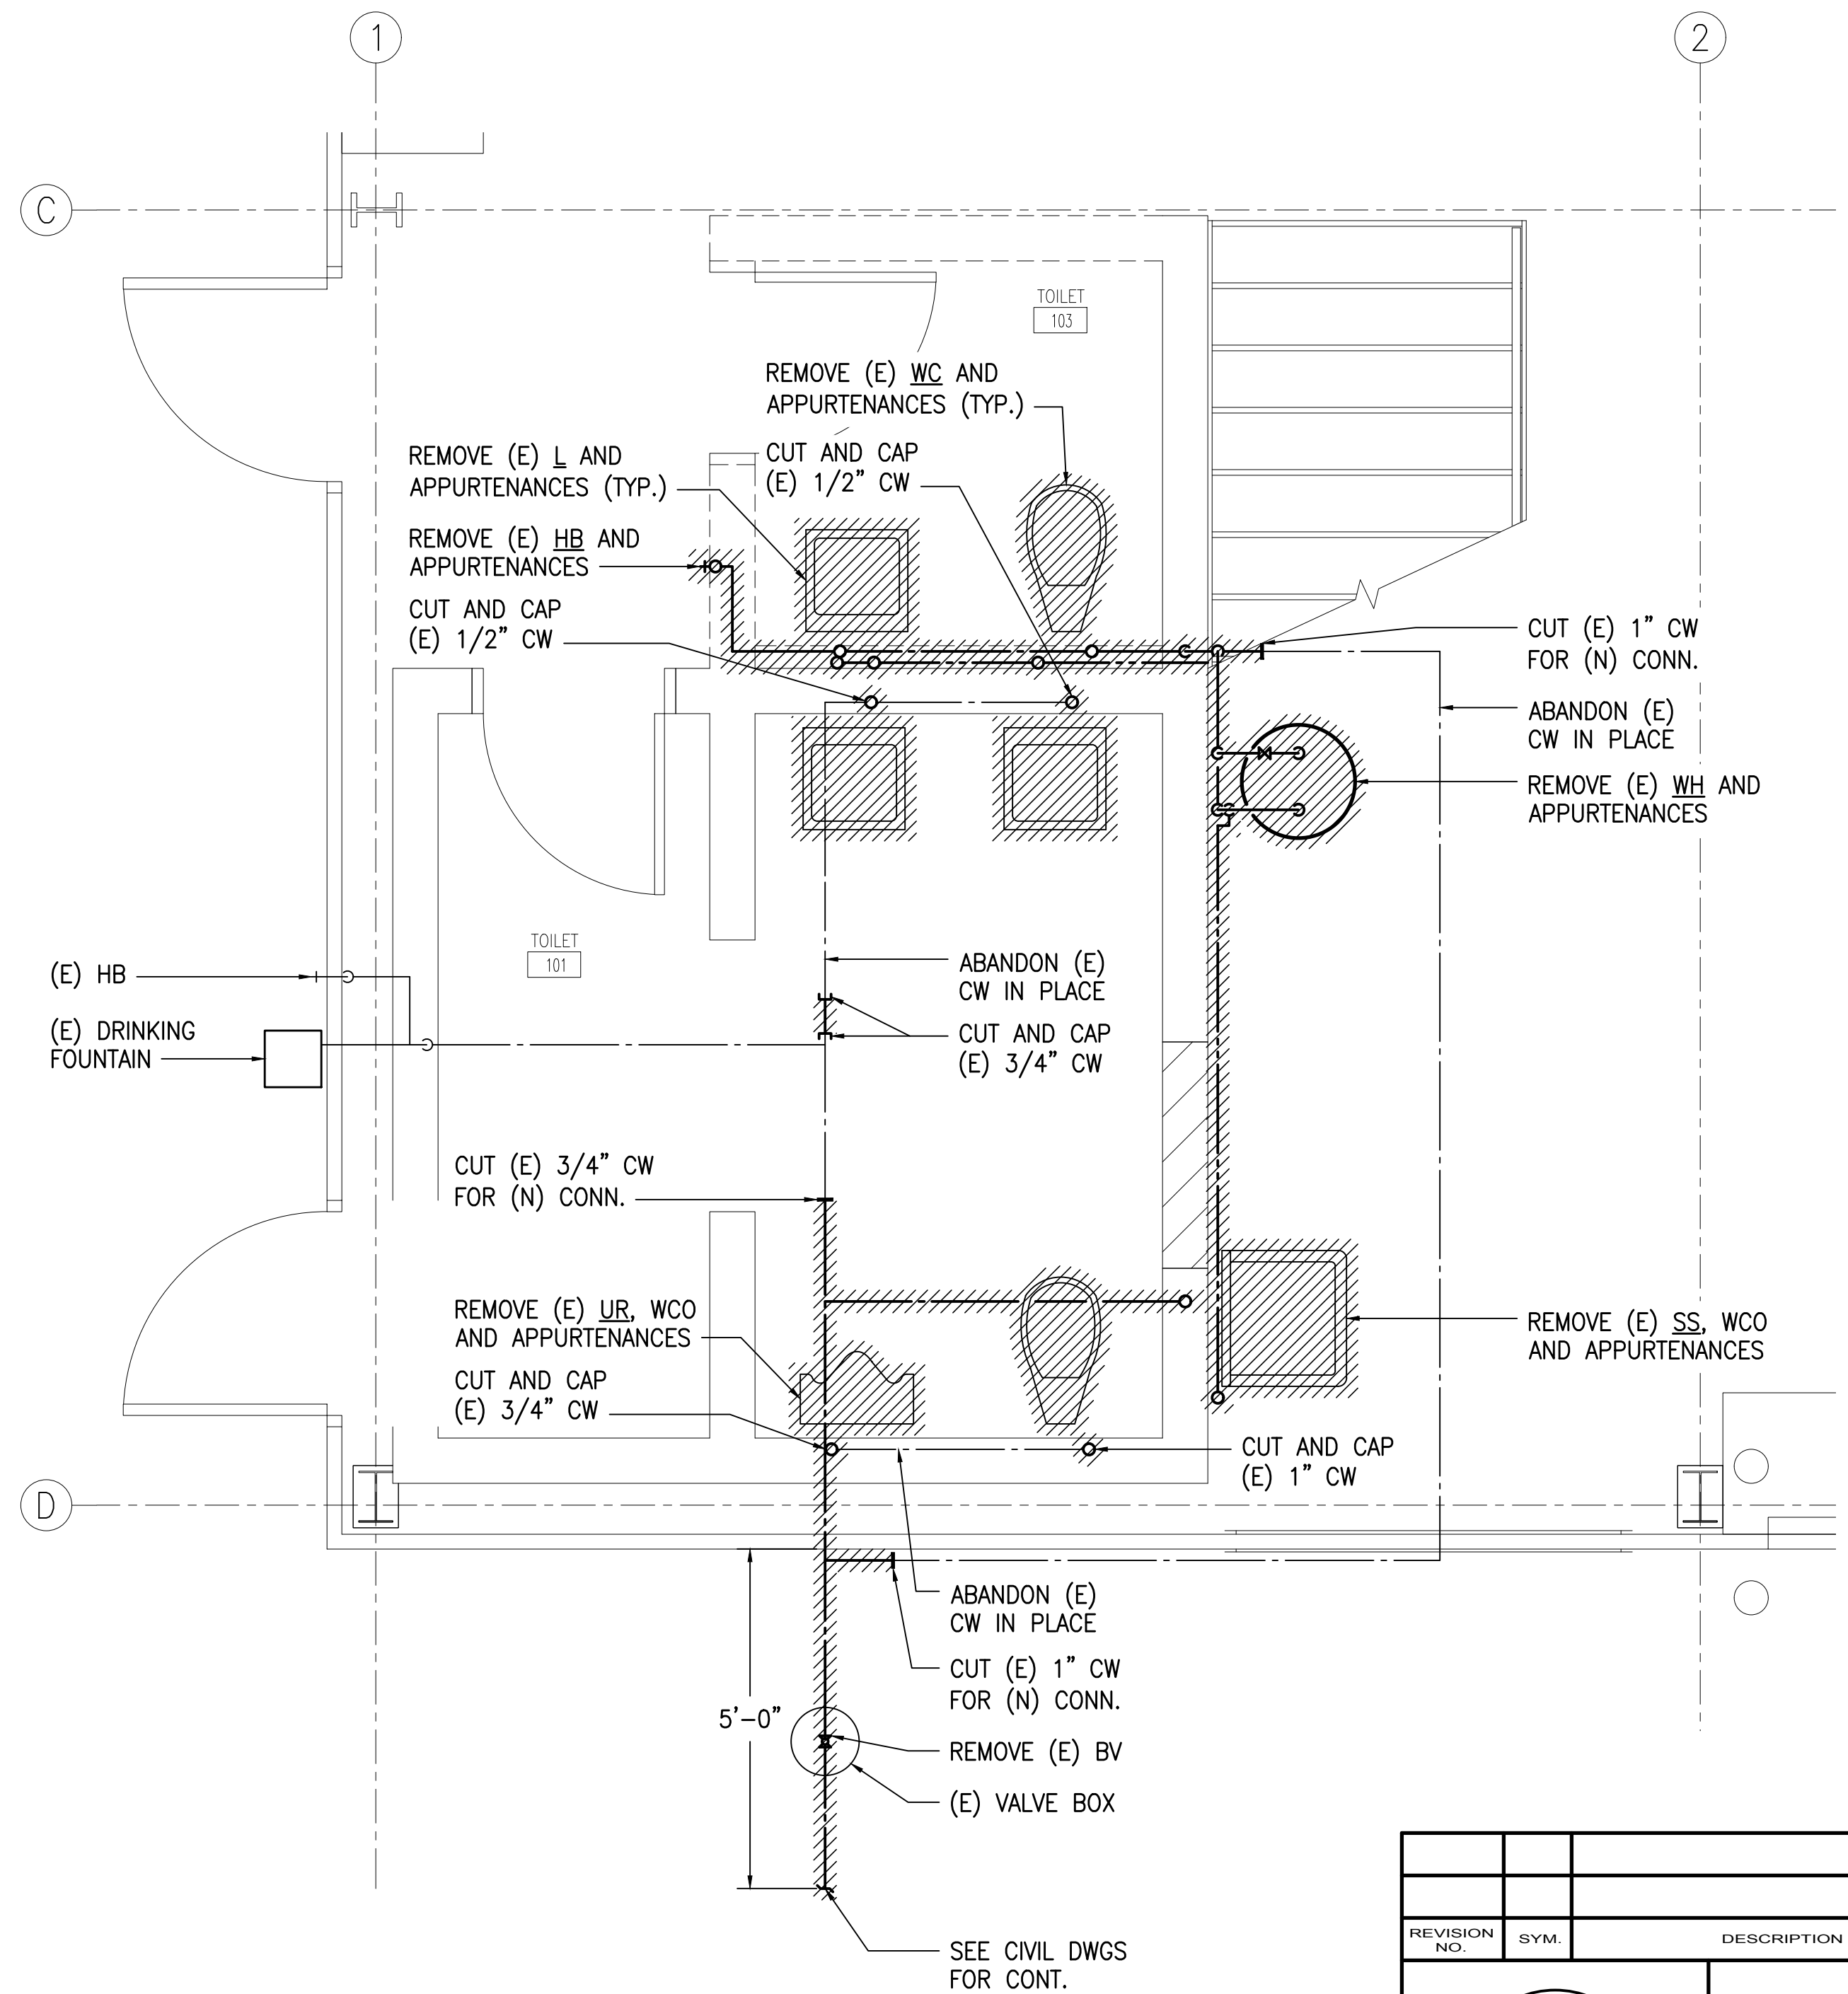 1
2
C
TOILET
103
REMOVE (E) WC AND
APPURTENANCES (TYP.)
CUT AND CAP
(E) 1/2" CW
REMOVE (E) L AND
APPURTENANCES (TYP.)
REMOVE (E) HB AND
APPURTENANCES
CUT AND CAP
(E) 1/2" CW
CUT (E) 1" CW
FOR (N) CONN.
ABANDON (E)
CW IN PLACE
REMOVE (E) WH AND
APPURTENANCES
TOILET
101
(E) HB
(E) DRINKING
FOUNTAIN
ABANDON (E)
CW IN PLACE
CUT AND CAP
(E) 3/4" CW
CUT (E) 3/4" CW
FOR (N) CONN.
REMOVE (E) UR, WCO
AND APPURTENANCES
CUT AND CAP
(E) 3/4" CW
REMOVE (E) SS, WCO
AND APPURTENANCES
CUT AND CAP
(E) 1" CW
D
ABANDON (E)
CW IN PLACE
CUT (E) 1" CW
FOR (N) CONN.
5'-0"
REMOVE (E) BV
(E) VALVE BOX
SEE CIVIL DWGS
FOR CONT.
REVISION
NO.
SYM.
DESCRIPTION